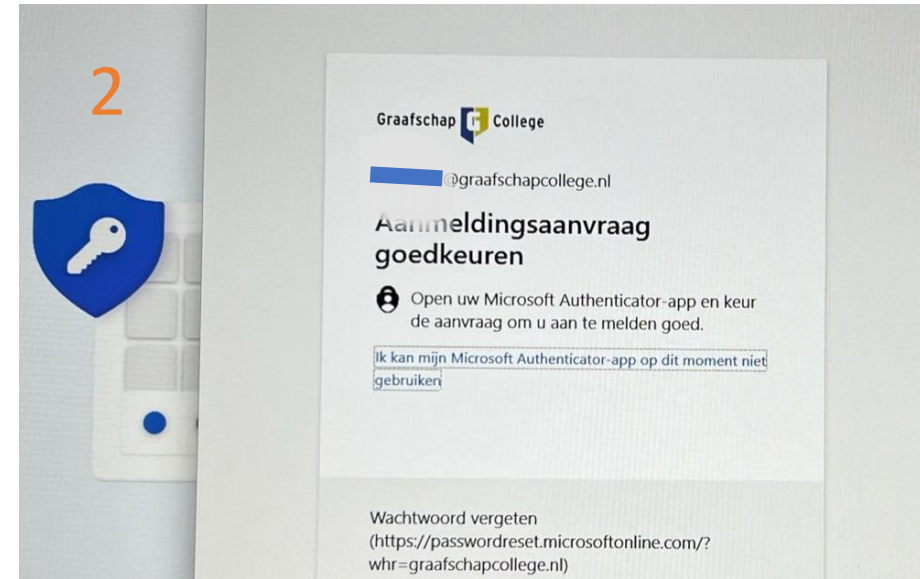 2
Graafschap College
@graafschapcollege.nl
Aanmeldingsaanvraag
goedkeuren
Open uw Microsoft Authenticator-app en keur
de aanvraag om u aan te melden goed.
Ik kan mijn Microsoft Authenticator-app op dit moment niet
gebruiken
Wachtwoord vergeten
(https://passwordreset.microsoftonline.com/?
whr=graafschapcollege.nl)